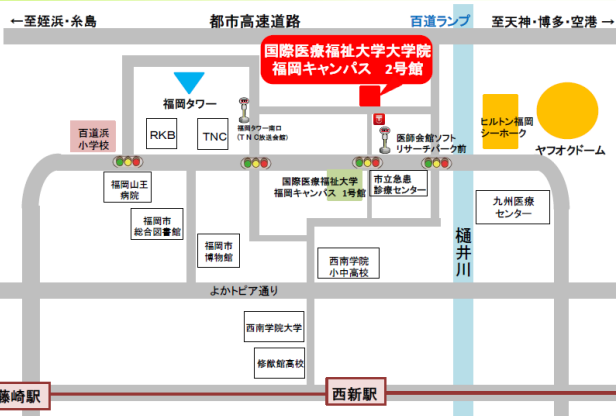 ←至姪浜・糸島
都市高速道路
百道ランプ
至天神・博多・空港 →
国際医療福祉大学大学院
福岡キャンパス 2号館
福岡タワー
福岡タワー南口
(TNC放送会館)
医師会館ソフト
リサーチパーク前
ヒルトン福岡
シーホーク
ヤフオクドーム
百道浜
小学校
RKB
TNC
福岡山王
病院
国際医療福祉大学
福岡キャンパス 1号館
市立急患
診療センター
九州医療
センター
福岡市
総合図書館
福岡市
博物館
西南学院
小中高校
樋井川
よかトピア通り
西南学院大学
修猷館高校
藤崎駅
西新駅